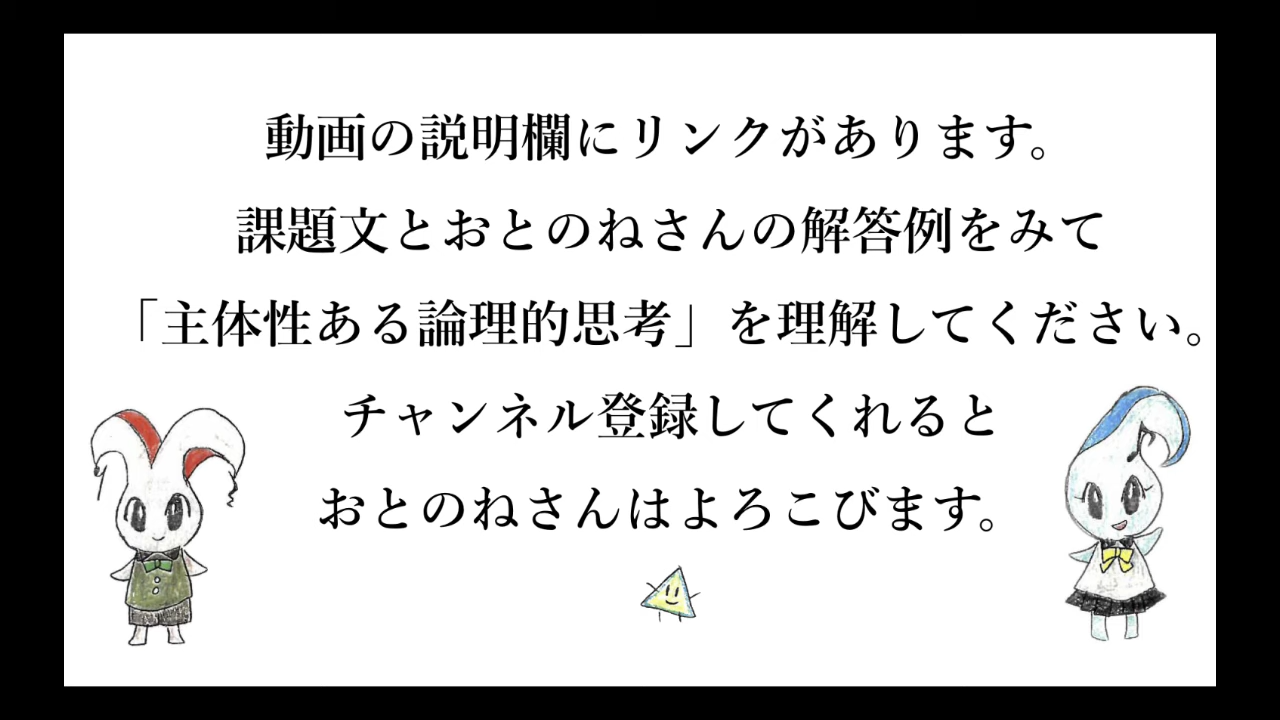 動画の説明欄にリンクがあります。
課題文とおとのねさんの解答例をみて
「主体性ある論理的思考」を理解してください。
チャンネル登録してくれると
おとのねさんはよろこびます。